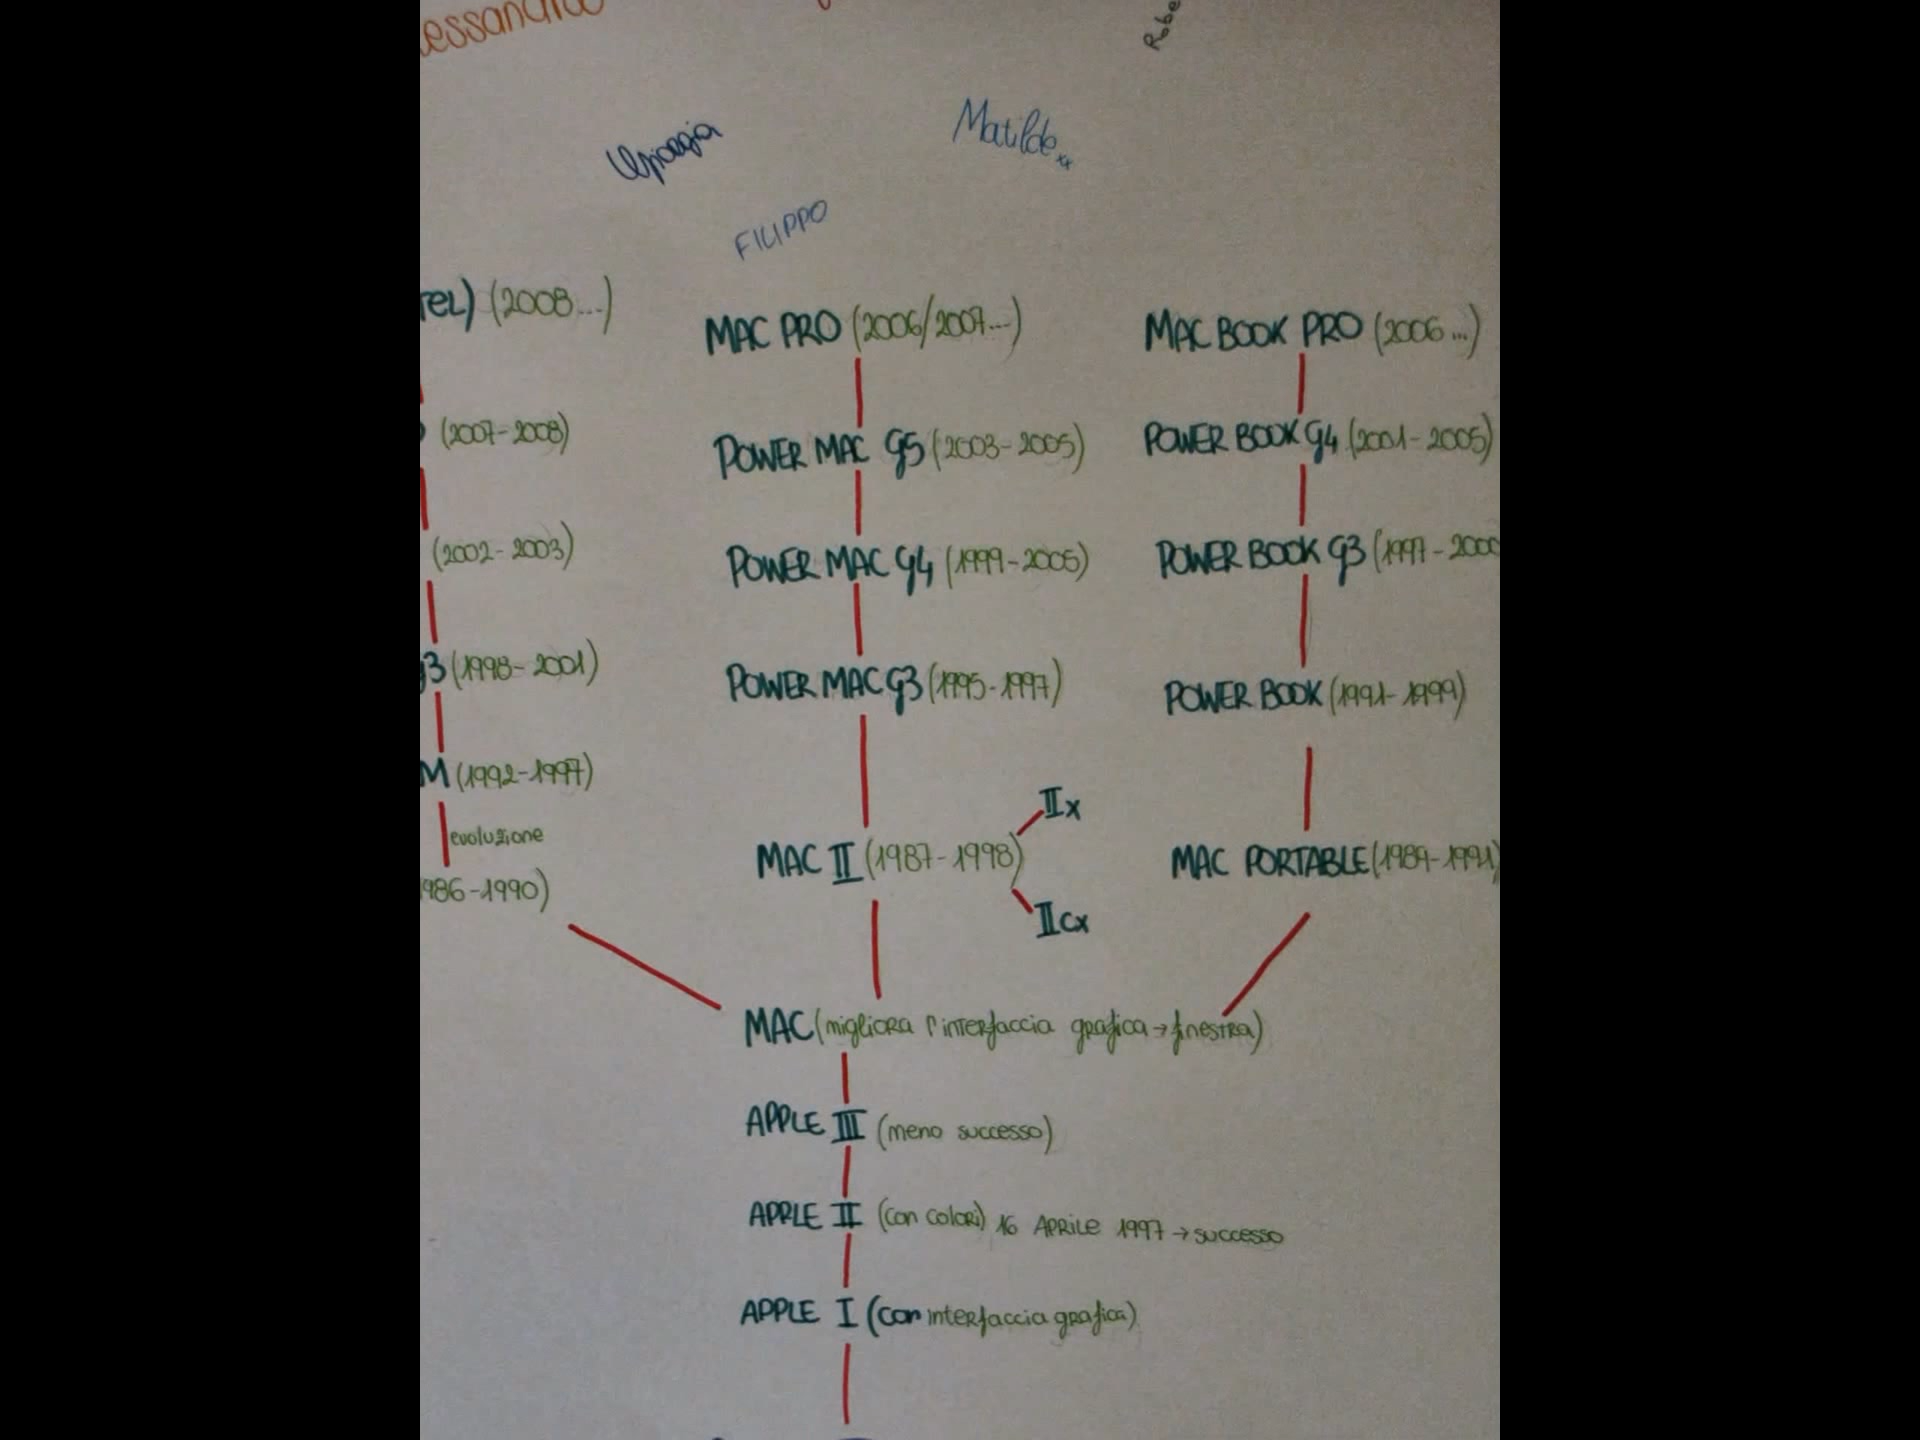 Giorgia
Matilde xx
FILIPPO
(2008...)
MAC PRO (2006/2007...)
MAC BOOK PRO (2006...)
(2007-2008)
POWER MAC G5 (2003-2005)
POWER BOOK G4 (2001-2005)
(2002-2003)
POWER MAC G4 (1999-2005)
POWER BOOK G3 (1997-2000
G3 (1998-2001)
POWER MAC G3 (1995-1997)
POWER BOOK (1991-1999)
M (1992-1997)
evoluzione
IIx
MAC II (1987-1998)
MAC PORTABLE (1989-1991)
986-1990)
IIcx
MAC (migliora l'interfaccia grafica → finestra)
APPLE III (meno successo)
APPLE II (con colori) 16 APRILE 1997 → successo
APPLE I (con interfaccia grafica)